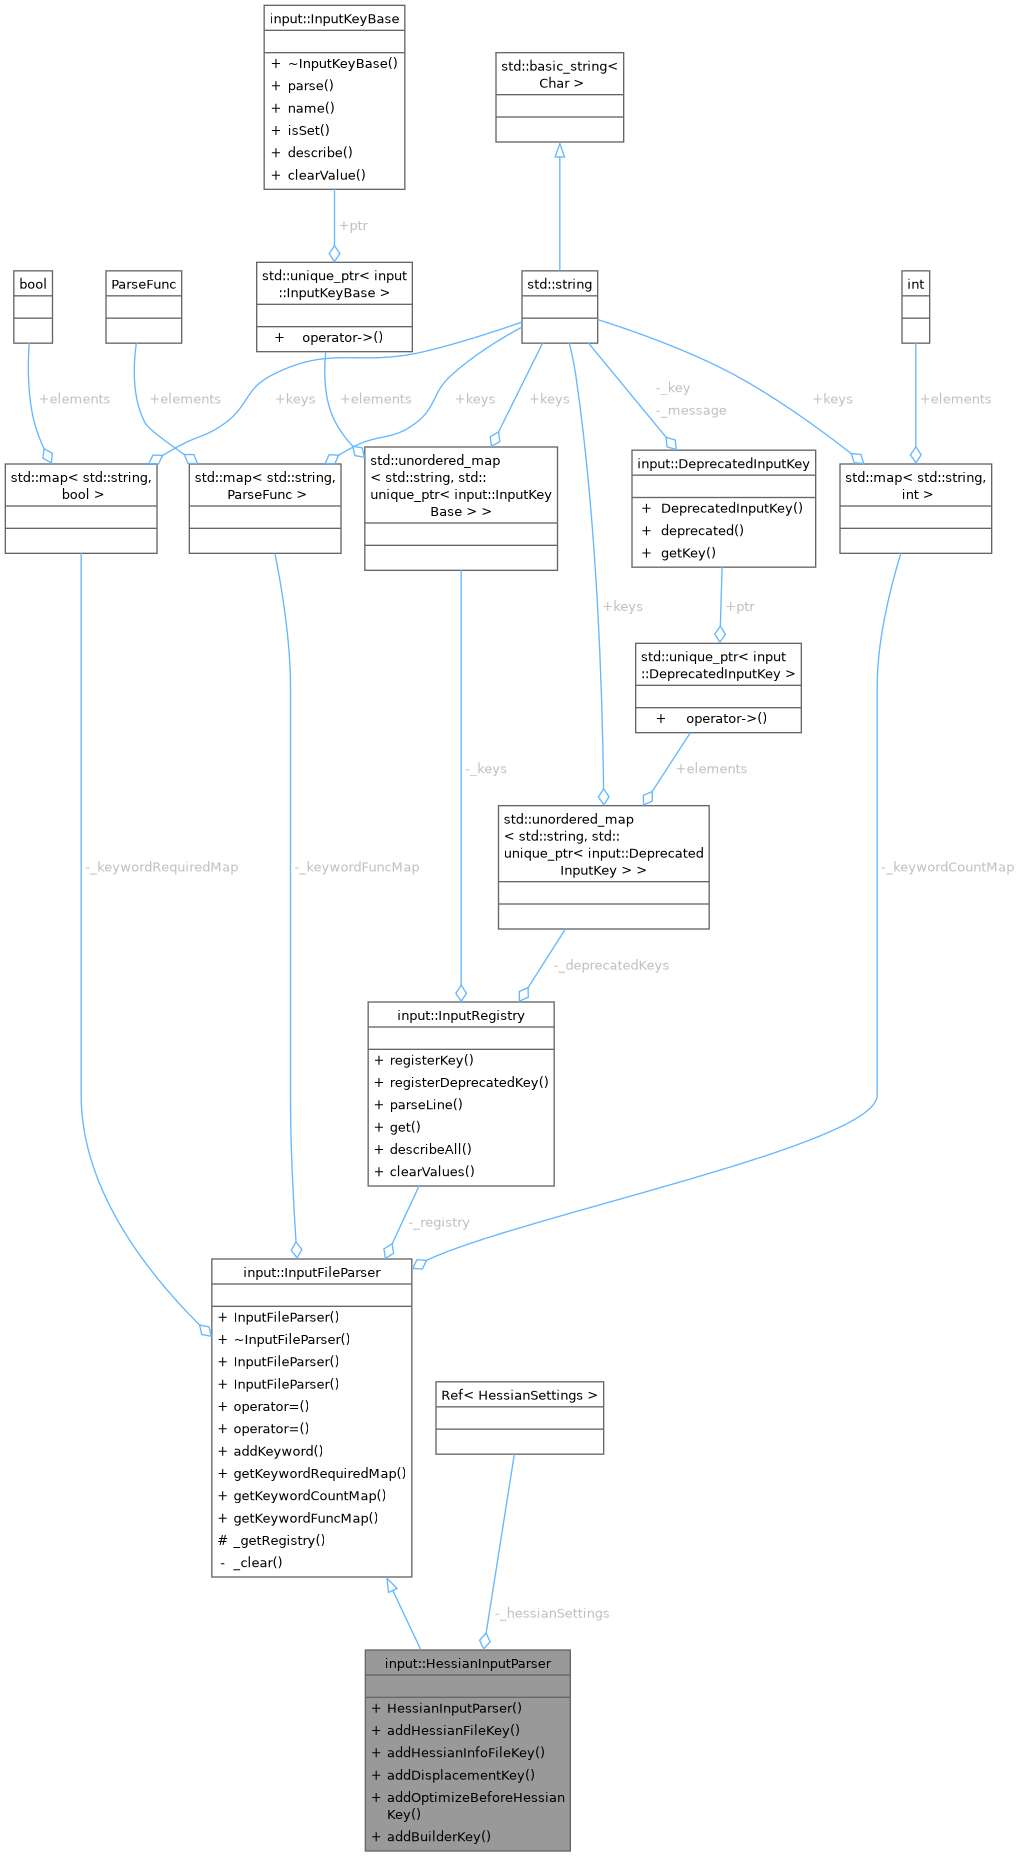 input::InputKeyBase
+ ~InputKeyBase()
+ parse()
+ name()
+ isSet()
+ describe()
+ clearValue()
std::basic_string<
Char >
+ptr
bool
ParseFunc
std::unique_ptr< input
::InputKeyBase >
+ operator->()
std::string
int
+elements
+elements
+keys
+elements
+keys
+keys
-_key
-_message
+keys
+elements
std::map< std::string,
bool >
std::map< std::string,
ParseFunc >
std::unordered_map
< std::string, std::
unique_ptr< input::InputKey
Base > >
input::DeprecatedInputKey
+ DeprecatedInputKey()
+ deprecated()
+ getKey()
std::map< std::string,
int >
+keys
+ptr
std::unique_ptr< input
::DeprecatedInputKey >
+ operator->()
-_keys
+elements
std::unordered_map
< std::string, std::
unique_ptr< input::Deprecated
InputKey > >
-_keywordRequiredMap
-_keywordFuncMap
-_keywordCountMap
-_deprecatedKeys
input::InputRegistry
+ registerKey()
+ registerDeprecatedKey()
+ parseLine()
+ get()
+ describeAll()
+ clearValues()
-_registry
input::InputFileParser
+ InputFileParser()
+ ~InputFileParser()
+ InputFileParser()
+ InputFileParser()
+ operator=()
+ operator=()
+ addKeyword()
+ getKeywordRequiredMap()
+ getKeywordCountMap()
+ getKeywordFuncMap()
# _getRegistry()
- _clear()
Ref< HessianSettings >
-_hessianSettings
input::HessianInputParser
+ HessianInputParser()
+ addHessianFileKey()
+ addHessianInfoFileKey()
+ addDisplacementKey()
+ addOptimizeBeforeHessian
Key()
+ addBuilderKey()